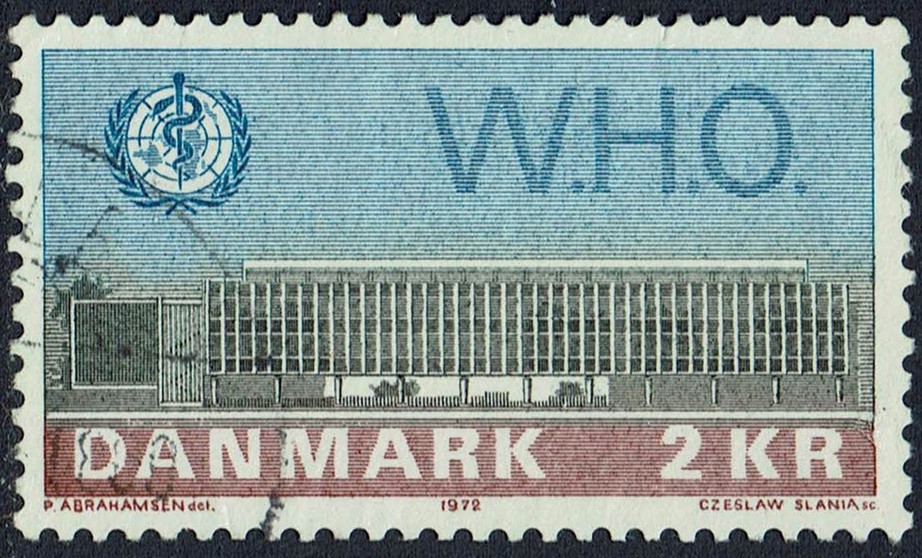 W.H.O.
DANMARK 2 KR
P. ABRAHAMSEN del. 1972 CZESLAW SLANIA sc.